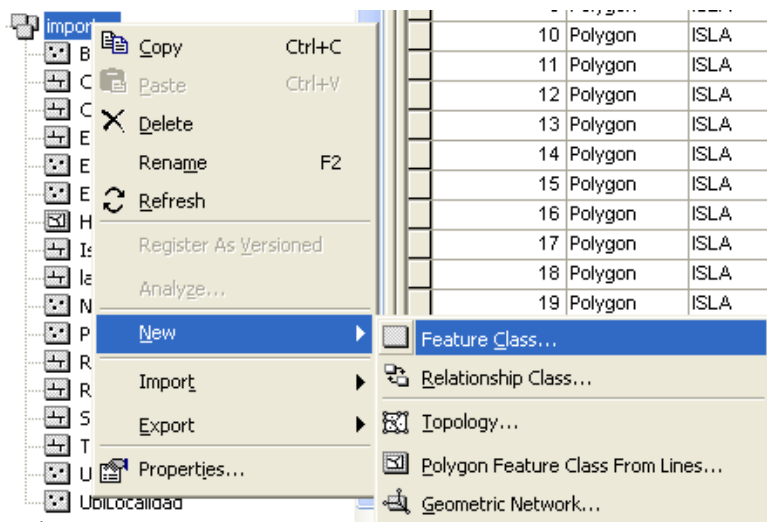 import
B
C
C
E
E
E
H
Is
la
N
P
R
R
S
T
U
UbiLocalidad
Copy Ctrl+C
Paste Ctrl+V
Delete
Rename F2
Refresh
Register As Versioned
Analyze...
New
Import
Export
Properties...
Feature Class...
Relationship Class...
Topology...
Polygon Feature Class From Lines...
Geometric Network...
10 Polygon ISLA
11 Polygon ISLA
12 Polygon ISLA
13 Polygon ISLA
14 Polygon ISLA
15 Polygon ISLA
16 Polygon ISLA
17 Polygon ISLA
18 Polygon ISLA
19 Polygon ISLA